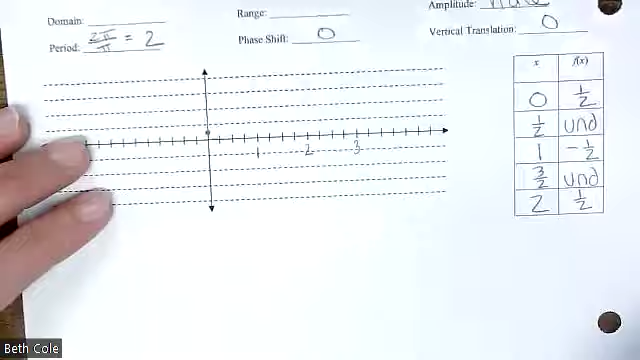 Domain: Range: Amplitude:
Period: 2π/π = 2 Phase Shift: 0 Vertical Translation: 0
x f(x)
0 1/2
1/2 und
1 -1/2
3/2 und
2 1/2
1 2 3
Beth Cole